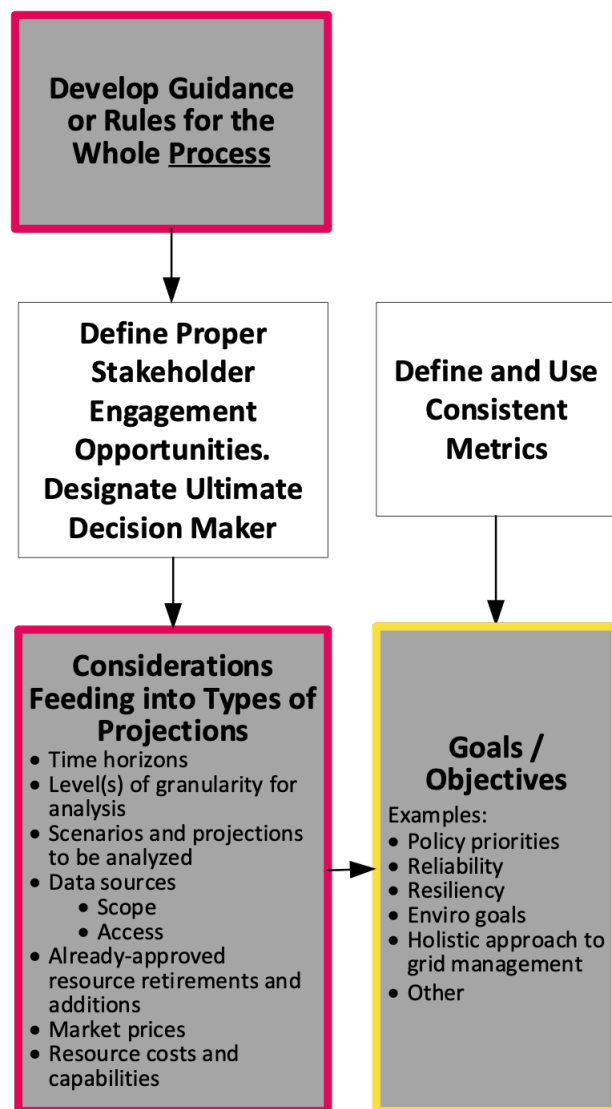 Develop Guidance
or Rules for the
Whole Process
Define Proper
Stakeholder
Engagement
Opportunities.
Designate Ultimate
Decision Maker
Define and Use
Consistent
Metrics
Considerations
Feeding into Types of
Projections
• Time horizons
• Level(s) of granularity for
analysis
• Scenarios and projections
to be analyzed
• Data sources
• Scope
• Access
• Already-approved
resource retirements and
additions
• Market prices
• Resource costs and
capabilities
Goals /
Objectives
Examples:
• Policy priorities
• Reliability
• Resiliency
• Enviro goals
• Holistic approach to
grid management
• Other